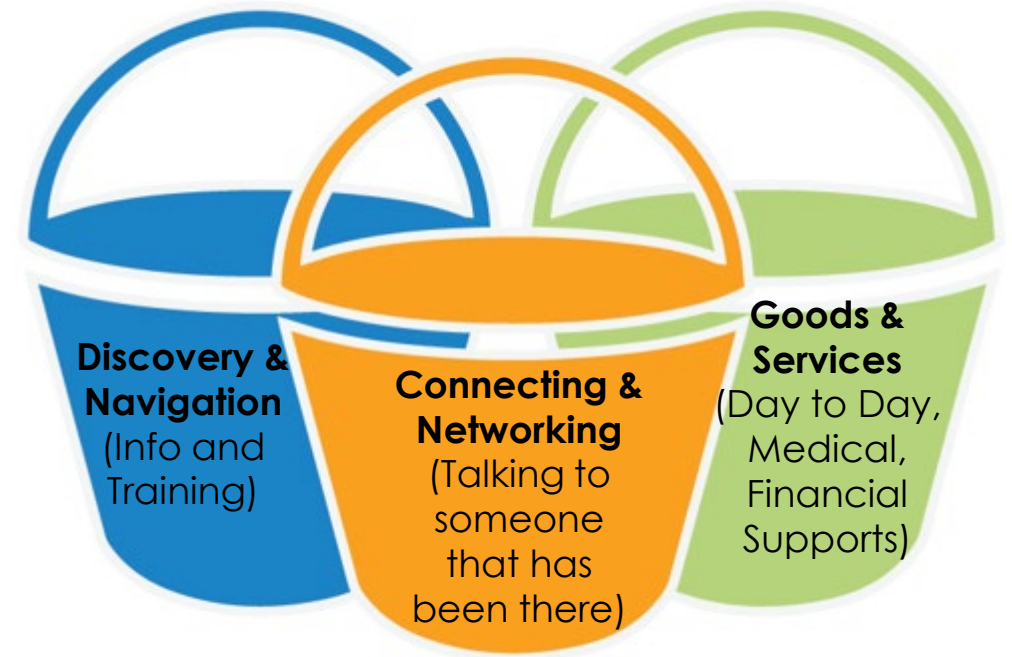 Discovery &
Navigation
(Info and
Training)
Connecting &
Networking
(Talking to
someone
that has
been there)
Goods &
Services
(Day to Day,
Medical,
Financial
Supports)